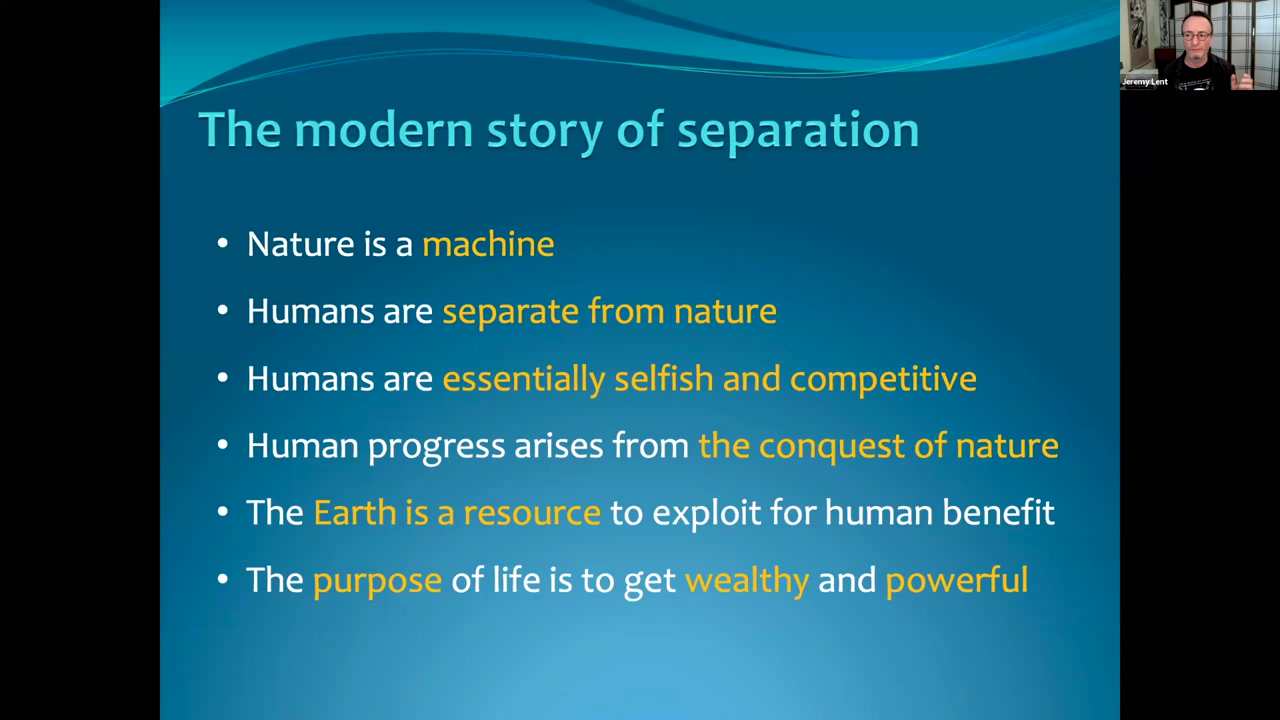 Jeremy Lent
The modern story of separation
• Nature is a machine
• Humans are separate from nature
• Humans are essentially selfish and competitive
• Human progress arises from the conquest of nature
• The Earth is a resource to exploit for human benefit
• The purpose of life is to get wealthy and powerful